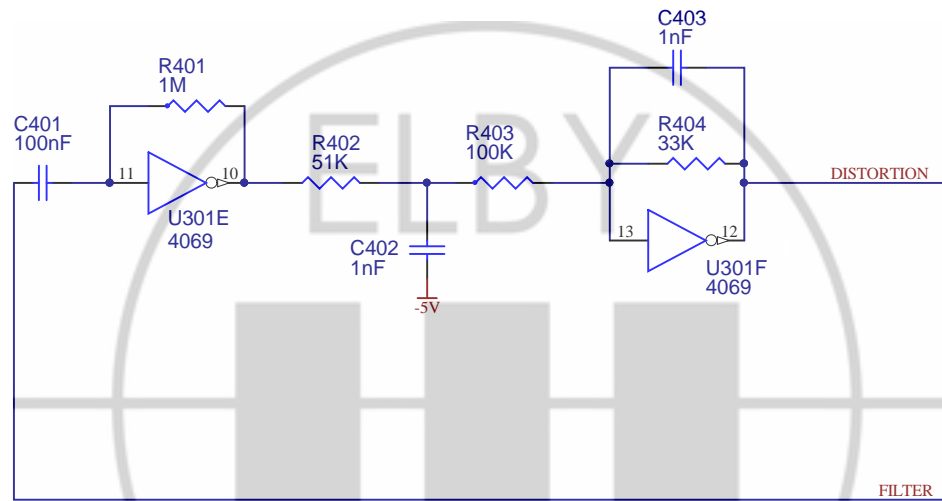 C403
1nF
R401
1M
C401
100nF
R402
51K
R403
100K
R404
33K
11
10
DISTORTION
U301E
4069
C402
1nF
13
12
U301F
4069
-5V
ELBY
FILTER